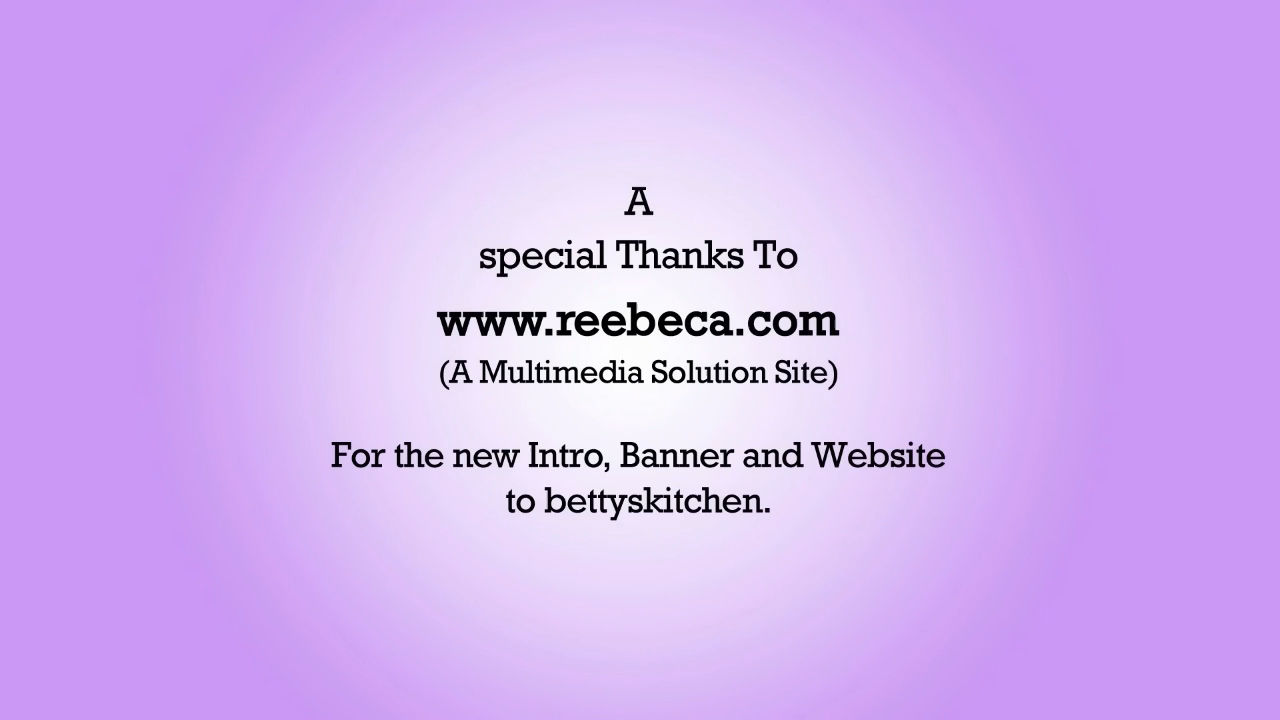 A
special Thanks To
www.reebeca.com
(A Multimedia Solution Site)
For the new Intro, Banner and Website
to bettyskitchen.